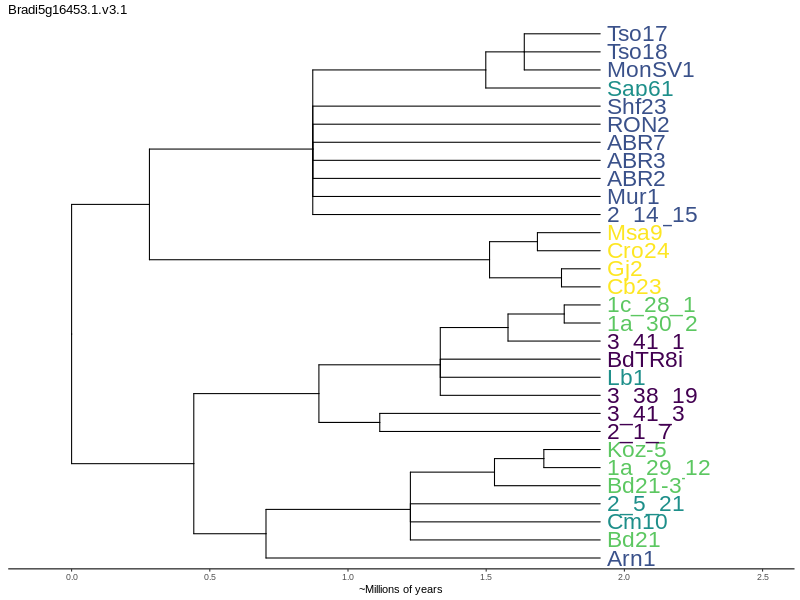 Bradi5g16453.1.v3.1
Tso17
Tso18
MonSV1
Sap61
Shf23
RON2
ABR7
ABR3
ABR2
Mur1
2_14_15
Msa9
Cro24
Gj2
Cb23
1c_28_1
1a_30_2
3_41_1
BdTR8i
Lb1
3_38_19
3_41_3
2_1_7
Koz-5
1a_29_12
Bd21-3
2_5_21
Cm10
Bd21
Arn1
0.0 0.5 1.0 1.5 2.0 2.5
~Millions of years